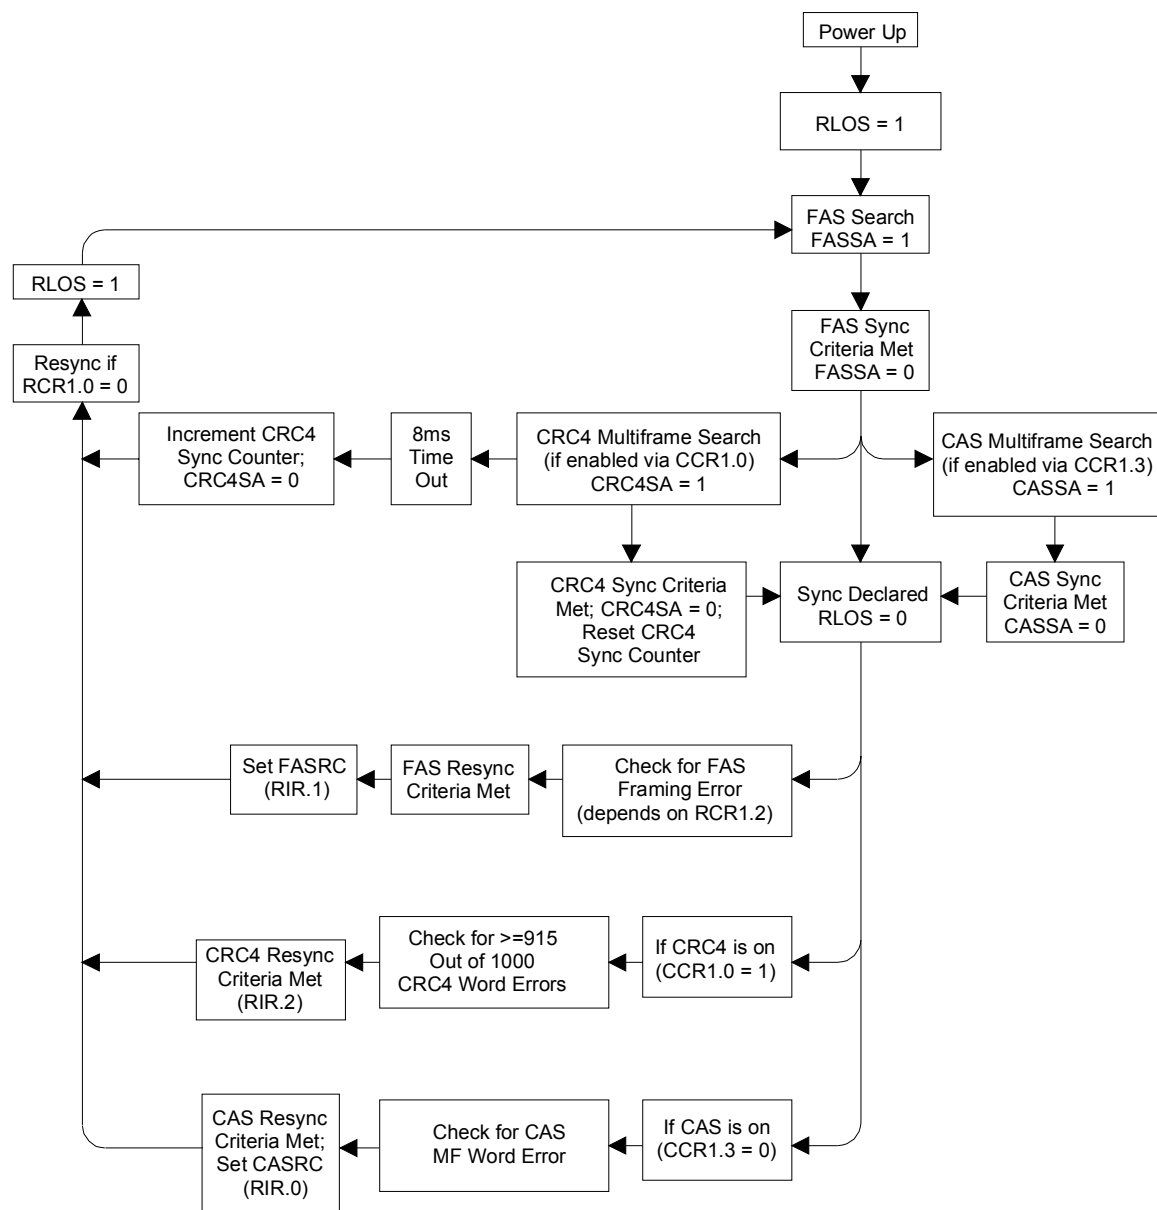 Power Up
RLOS = 1
FAS Search
FASSA = 1
RLOS = 1
FAS Sync
Criteria Met
FASSA = 0
Resync if
RCR1.0 = 0
Increment CRC4
Sync Counter;
CRC4SA = 0
8ms
Time
Out
CRC4 Multiframe Search
(if enabled via CCR1.0)
CRC4SA = 1
CAS Multiframe Search
(if enabled via CCR1.3)
CASSA = 1
CRC4 Sync Criteria
Met; CRC4SA = 0;
Reset CRC4
Sync Counter
Sync Declared
RLOS = 0
CAS Sync
Criteria Met
CASSA = 0
Set FASRC
(RIR.1)
FAS Resync
Criteria Met
Check for FAS
Framing Error
(depends on RCR1.2)
CRC4 Resync
Criteria Met
(RIR.2)
Check for >=915
Out of 1000
CRC4 Word Errors
If CRC4 is on
(CCR1.0 = 1)
CAS Resync
Criteria Met;
Set CASRC
(RIR.0)
Check for CAS
MF Word Error
If CAS is on
(CCR1.3 = 0)